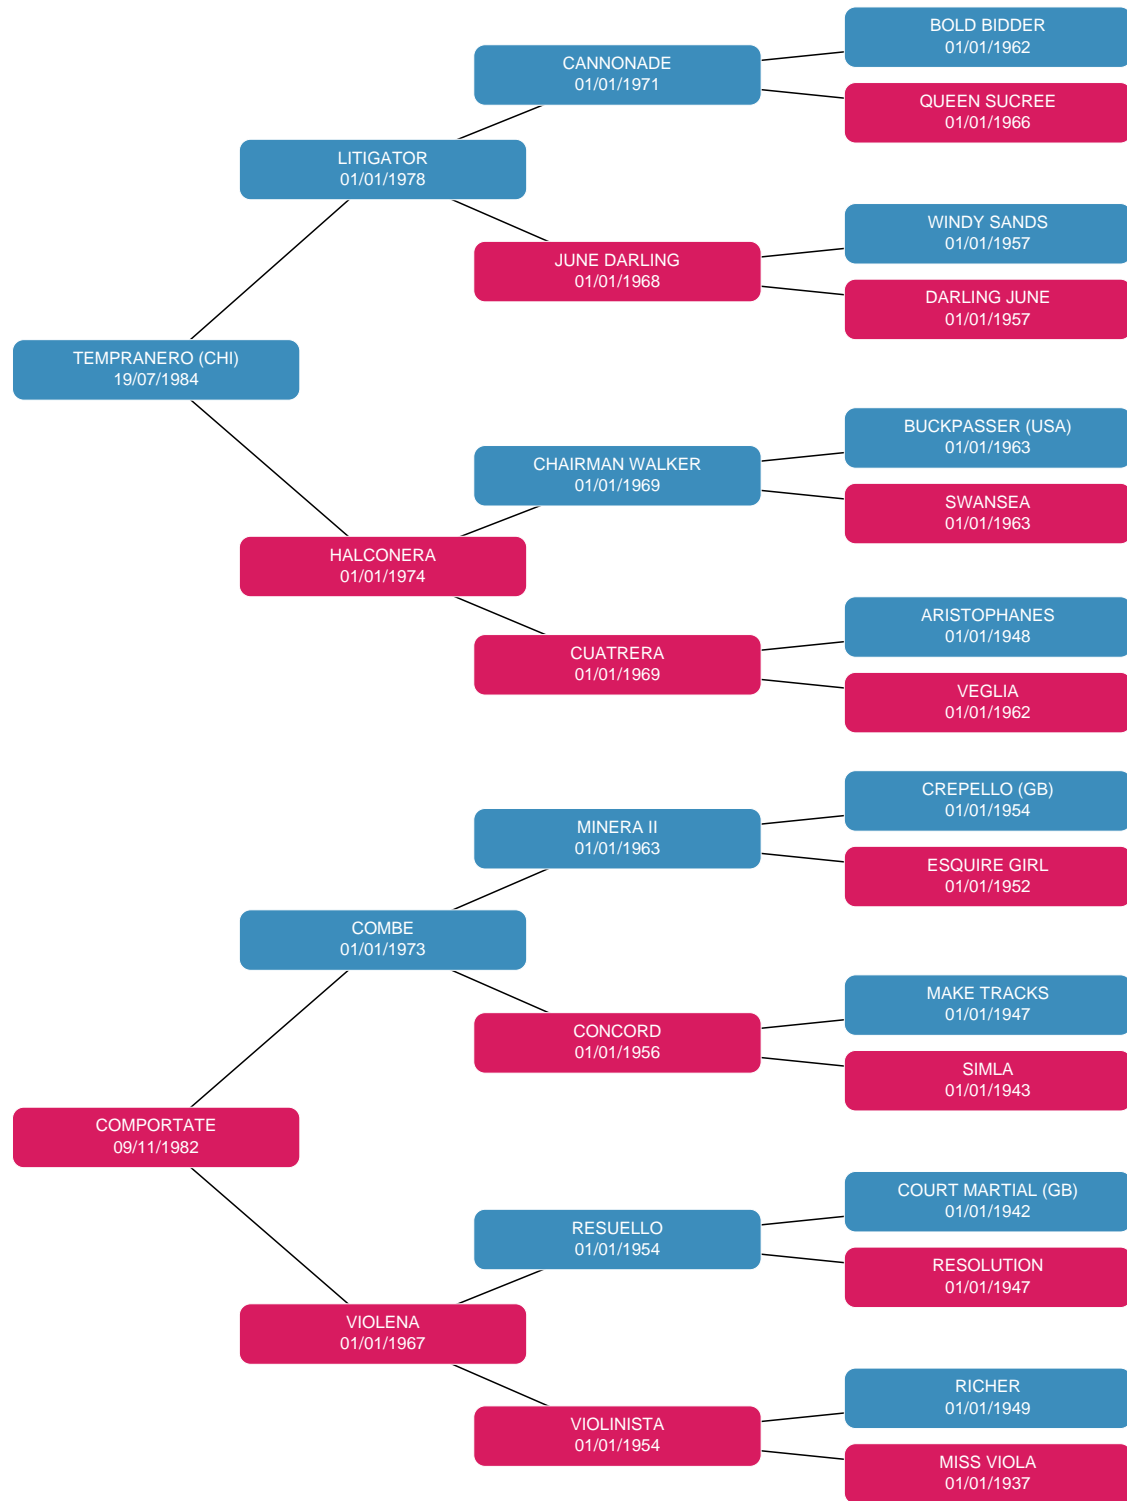 BOLD BIDDER
01/01/1962
CANNONADE
01/01/1971
QUEEN SUCREE
01/01/1966
LITIGATOR
01/01/1978
WINDY SANDS
01/01/1957
JUNE DARLING
01/01/1968
DARLING JUNE
01/01/1957
TEMPRANERO (CHI)
19/07/1984
BUCKPASSER (USA)
01/01/1963
CHAIRMAN WALKER
01/01/1969
SWANSEA
01/01/1963
HALCONERA
01/01/1974
ARISTOPHANES
01/01/1948
CUATRERA
01/01/1969
VEGLIA
01/01/1962
CREPELLO (GB)
01/01/1954
MINERA II
01/01/1963
ESQUIRE GIRL
01/01/1952
COMBE
01/01/1973
MAKE TRACKS
01/01/1947
CONCORD
01/01/1956
SIMLA
01/01/1943
COMPORTATE
09/11/1982
COURT MARTIAL (GB)
01/01/1942
RESUELLO
01/01/1954
RESOLUTION
01/01/1947
VIOLENA
01/01/1967
RICHER
01/01/1949
VIOLINISTA
01/01/1954
MISS VIOLA
01/01/1937